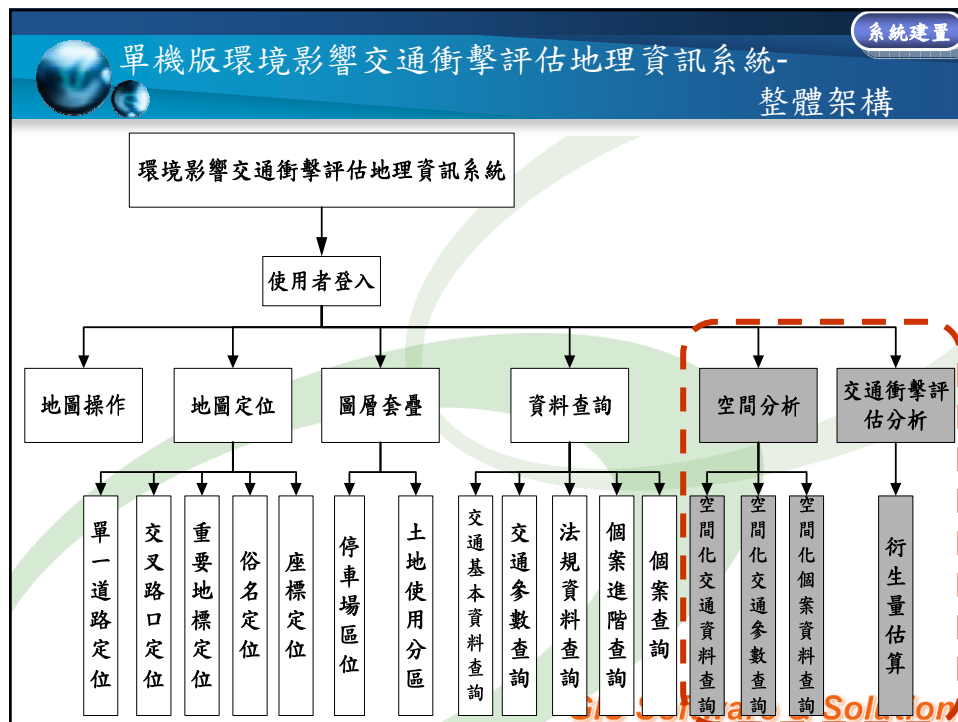 系統建置
單機版環境影響交通衝擊評估地理資訊系統-
整體架構
環境影響交通衝擊評估地理資訊系統
使用者登入
地圖操作
地圖定位
圖層套疊
資料查詢
空間分析
交通衝擊評
估分析
單一道路定位
交叉路口定位
重要地標定位
俗名定位
座標定位
停車場區位
土地使用分區
交通基本資料查詢
交通參數查詢
法規資料查詢
個案進階查詢
個案查詢
空間化交通資料查詢
空間化交通參數查詢
空間化個案資料查詢
衍生量估算
GIS Software & Solution